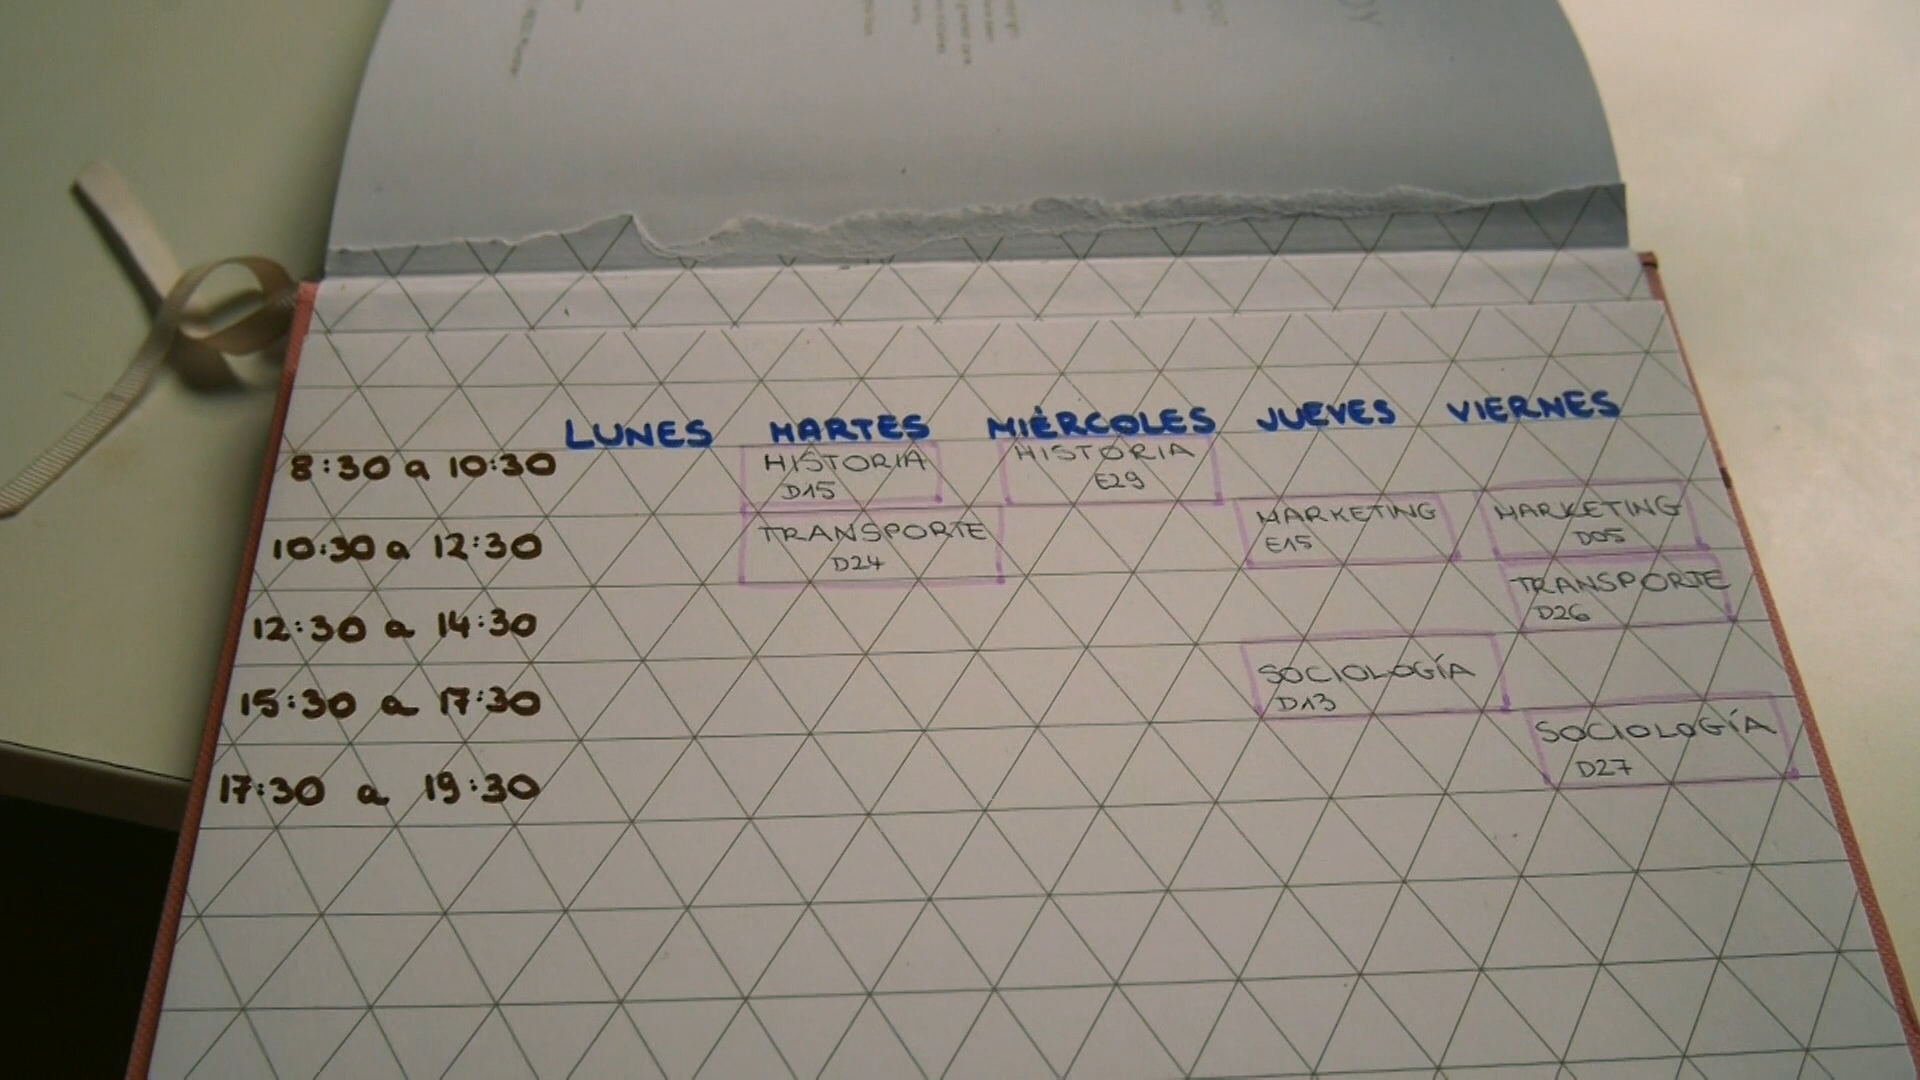 LUNES MARTES MIÉRCOLES JUEVES VIERNES
8:30 a 10:30 HISTORIA HISTORIA
D15 E29
10:30 a 12:30 TRANSPORTE MARKETING MARKETING
D24 E15 D05
12:30 a 14:30 TRANSPORTE
D26
15:30 a 17:30 SOCIOLOGÍA
D13
17:30 a 19:30 SOCIOLOGÍA
D27